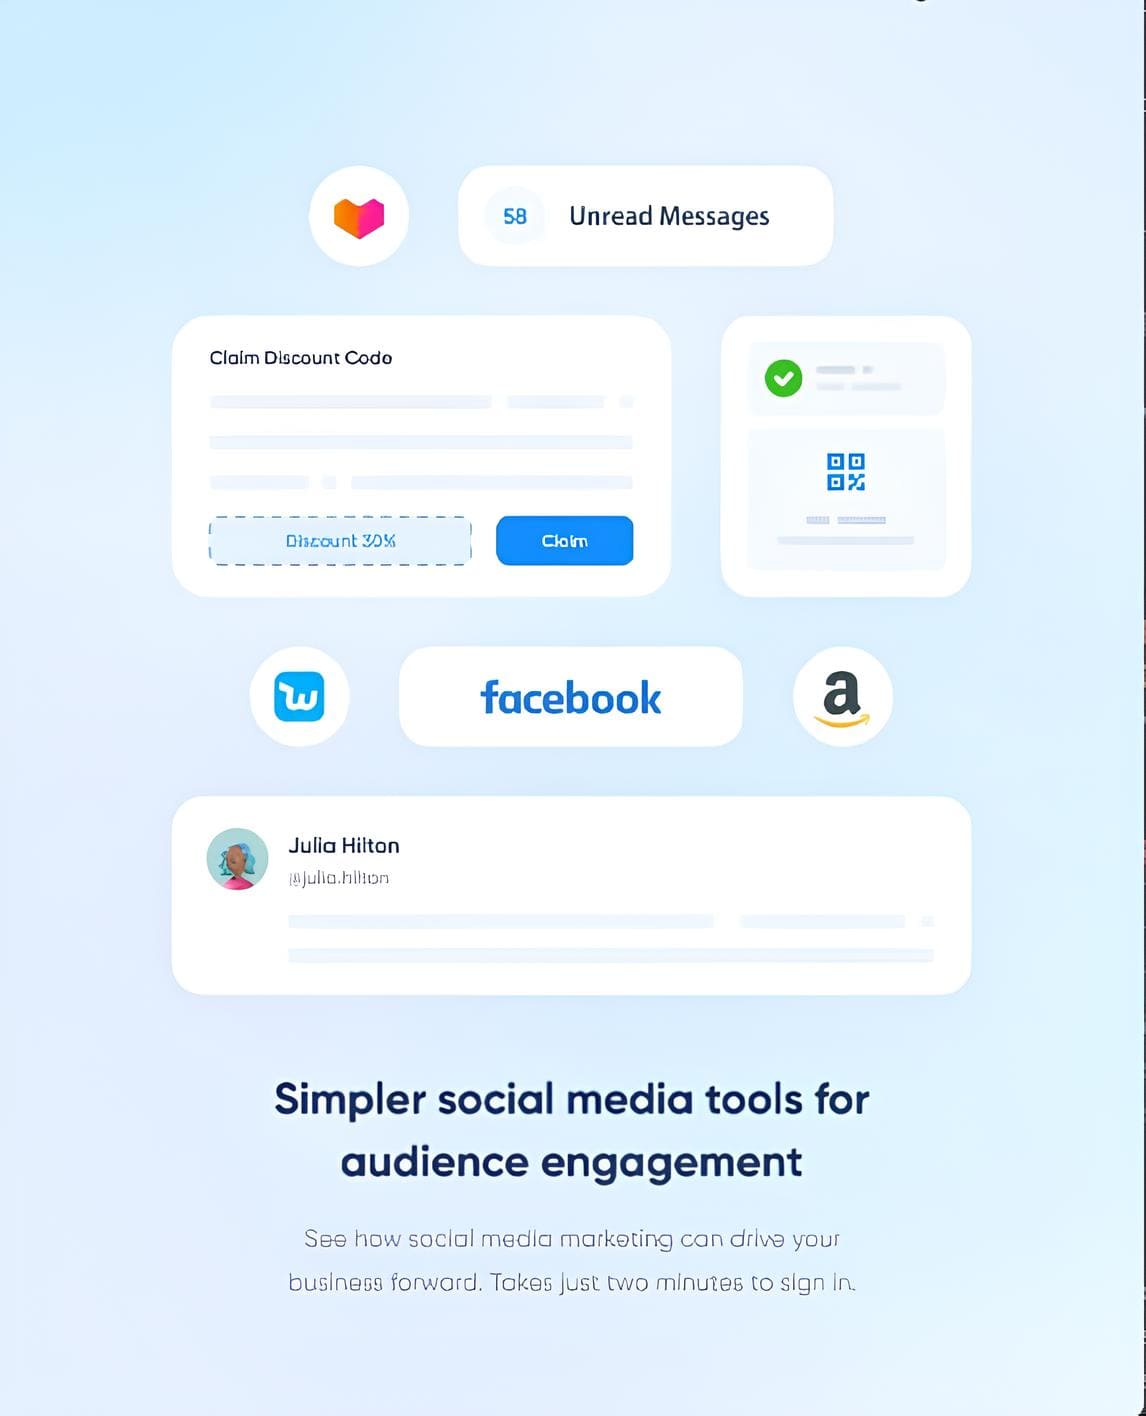 58 Unread Messages
Claim Discount Code
Discount 30% Claim
w facebook a
Julia Hilton
@julia.hilton
Simpler social media tools for
audience engagement
See how social media marketing can drive your
business forward. Takes just two minutes to sign in.